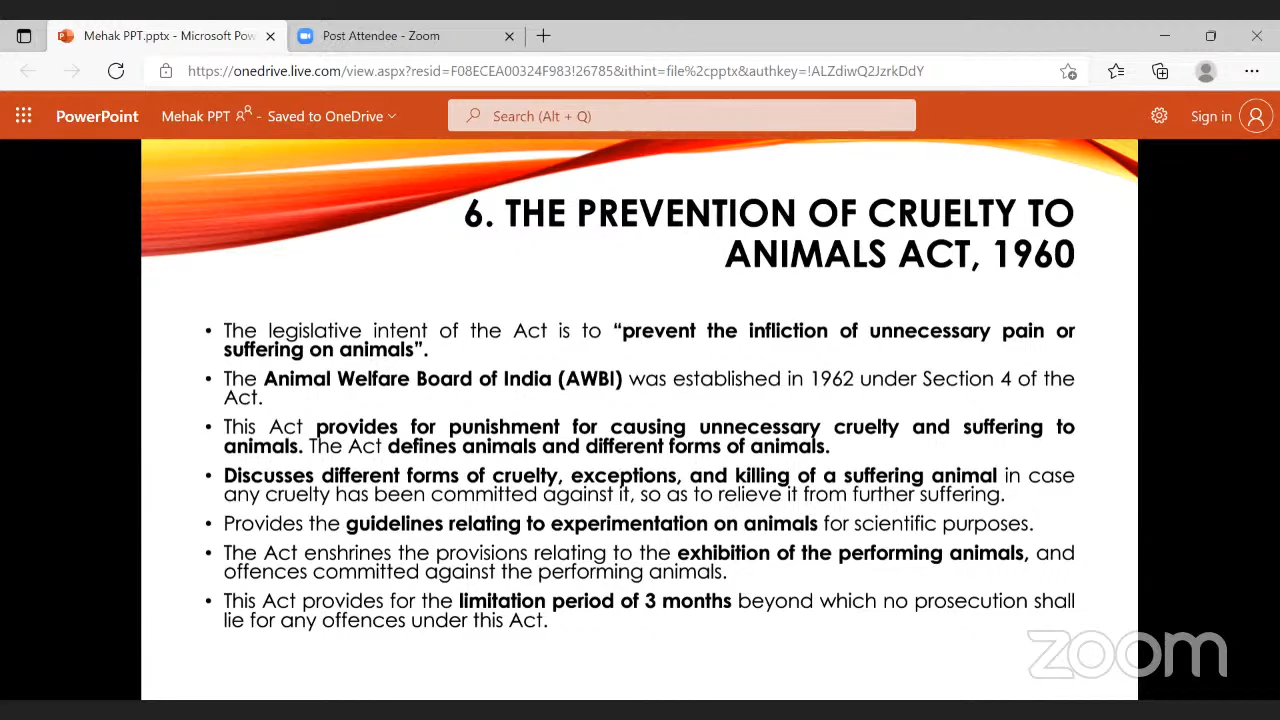 Mehak PPT.pptx - Microsoft Pow
Post Attendee - Zoom
https://onedrive.live.com/view.aspx?resid=F08ECEA00324F983!26785&ithint=file%2cpptx&authkey=!ALZdiwQ2JzrkDdY
PowerPoint
Mehak PPT - Saved to OneDrive
Search (Alt + Q)
Sign in
6. THE PREVENTION OF CRUELTY TO
ANIMALS ACT, 1960
• The legislative intent of the Act is to “prevent the infliction of unnecessary pain or
suffering on animals”.
• The Animal Welfare Board of India (AWBI) was established in 1962 under Section 4 of the
Act.
• This Act provides for punishment for causing unnecessary cruelty and suffering to
animals. The Act defines animals and different forms of animals.
• Discusses different forms of cruelty, exceptions, and killing of a suffering animal in case
any cruelty has been committed against it, so as to relieve it from further suffering.
• Provides the guidelines relating to experimentation on animals for scientific purposes.
• The Act enshrines the provisions relating to the exhibition of the performing animals, and
offences committed against the performing animals.
• This Act provides for the limitation period of 3 months beyond which no prosecution shall
lie for any offences under this Act.
zoom